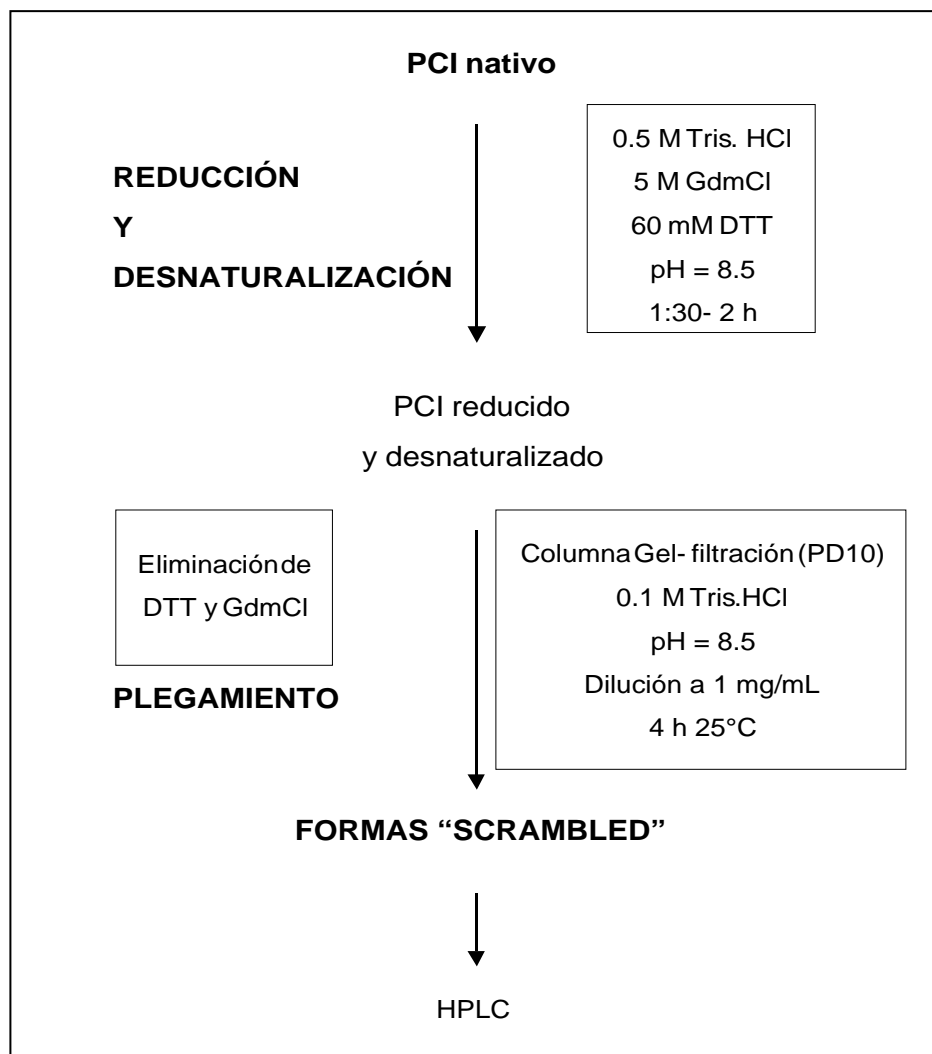 PCI nativo
REDUCCIÓN
Y
DESNATURALIZACIÓN
0.5 M Tris. HCl
5 M GdmCl
60 mM DTT
pH = 8.5
1:30- 2 h
PCI reducido
y desnaturalizado
Eliminación de
DTT y GdmCl
PLEGAMIENTO
Columna Gel- filtración (PD10)
0.1 M Tris.HCl
pH = 8.5
Dilución a 1 mg/mL
4 h 25°C
FORMAS “SCRAMBLED”
HPLC